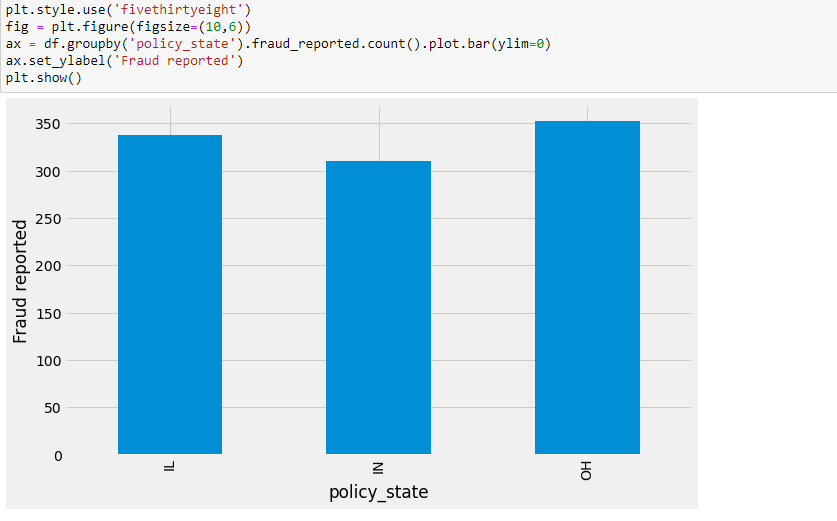 plt.style.use('fivethirtyeight')
fig = plt.figure(figsize=(10,6))
ax = df.groupby('policy_state').fraud_reported.count().plot.bar(ylim=0)
ax.set_ylabel('Fraud reported')
plt.show()
350
300
250
200
150
100
50
0
Fraud reported
IL
IN
OH
policy_state